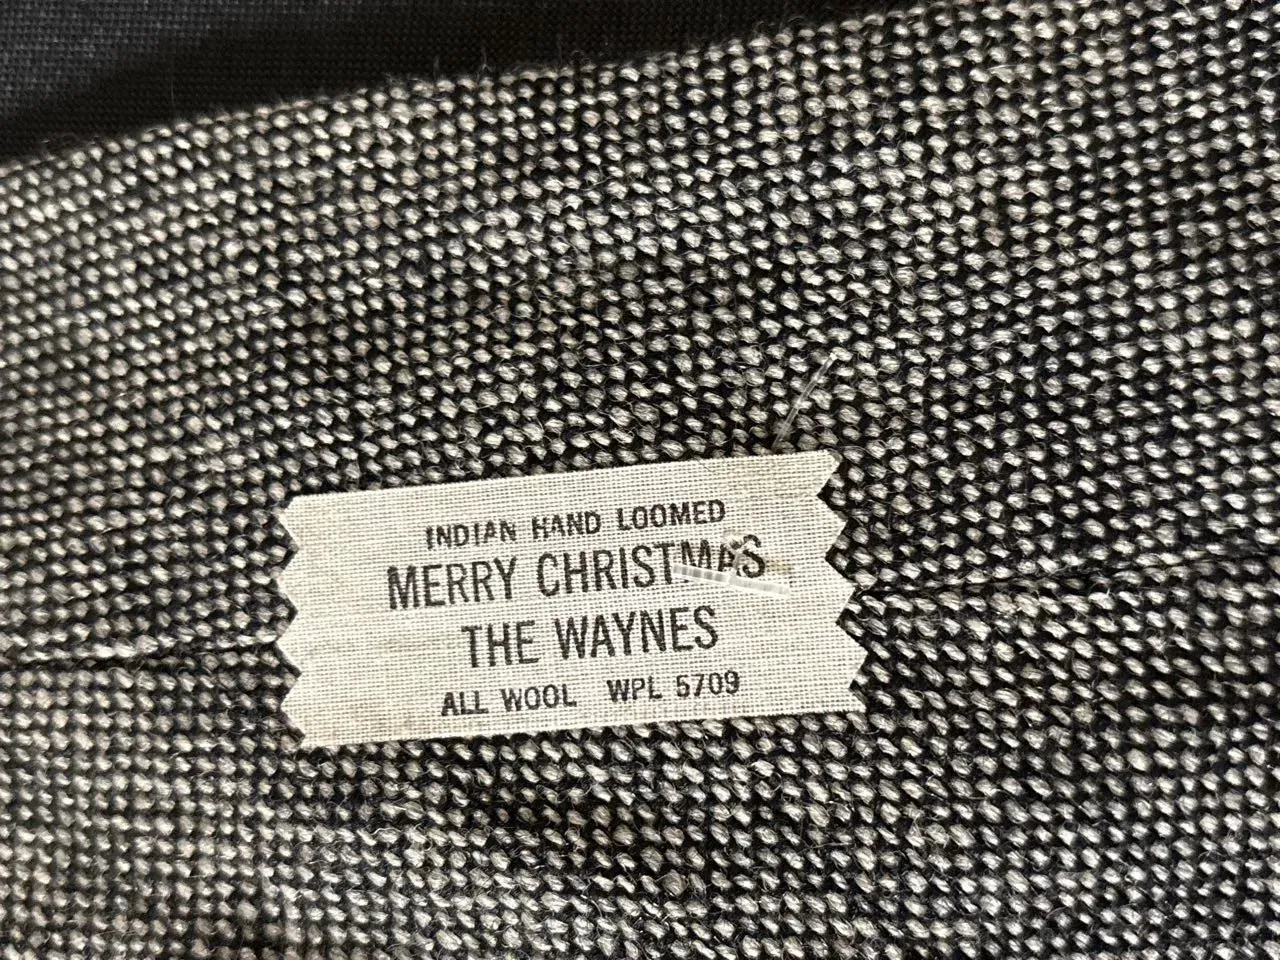 INDIAN HAND LOOMED
MERRY CHRISTMAS
THE WAYNES
ALL WOOL WPL 5709